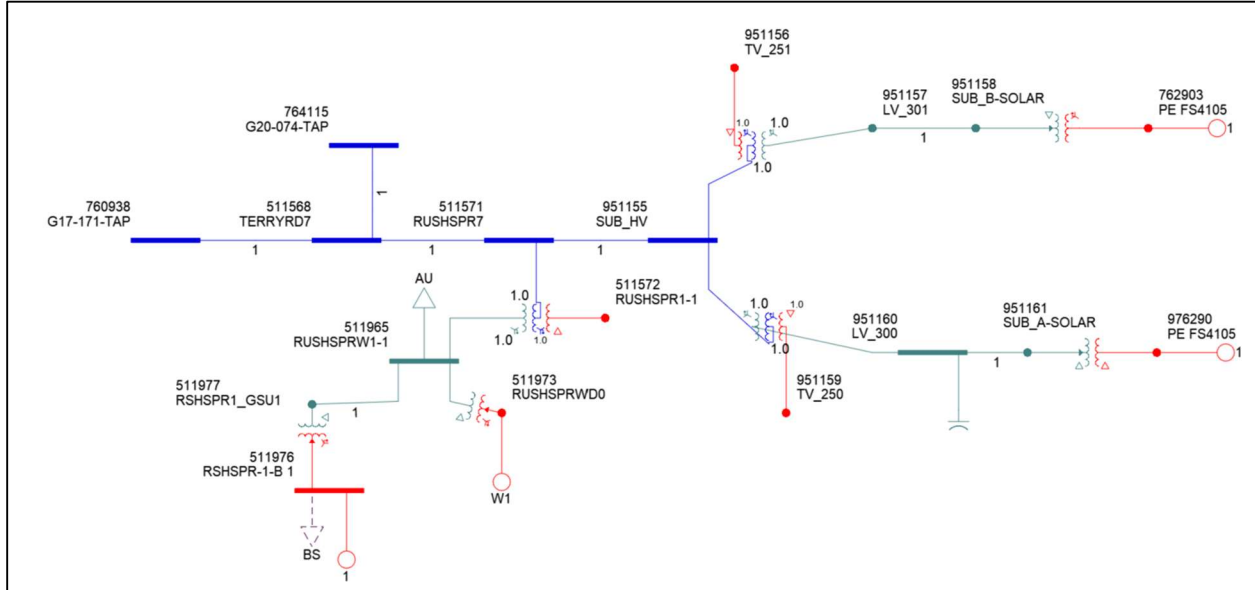 951156
TV_251
951158
SUB_B-SOLAR
762903
PE FS4105
951157
LV_301
1.0
1.0
1.0
1
1
764115
G20-074-TAP
1
760938
G17-171-TAP
511568
TERRYRD7
511571
RUSHSPR7
951155
SUB_HV
1
1
1
AU
511572
RUSHSPR1-1
1.0
1.0
1.0
511965
RUSHSPRW1-1
1.0
1.0
1.0
951160
LV_300
951161
SUB_A-SOLAR
976290
PE FS4105
1
1
951159
TV_250
511977
RSHSPR1_GSU1
1
511973
RUSHSPRWD0
511976
RSHSPR-1-B 1
W1
BS
1